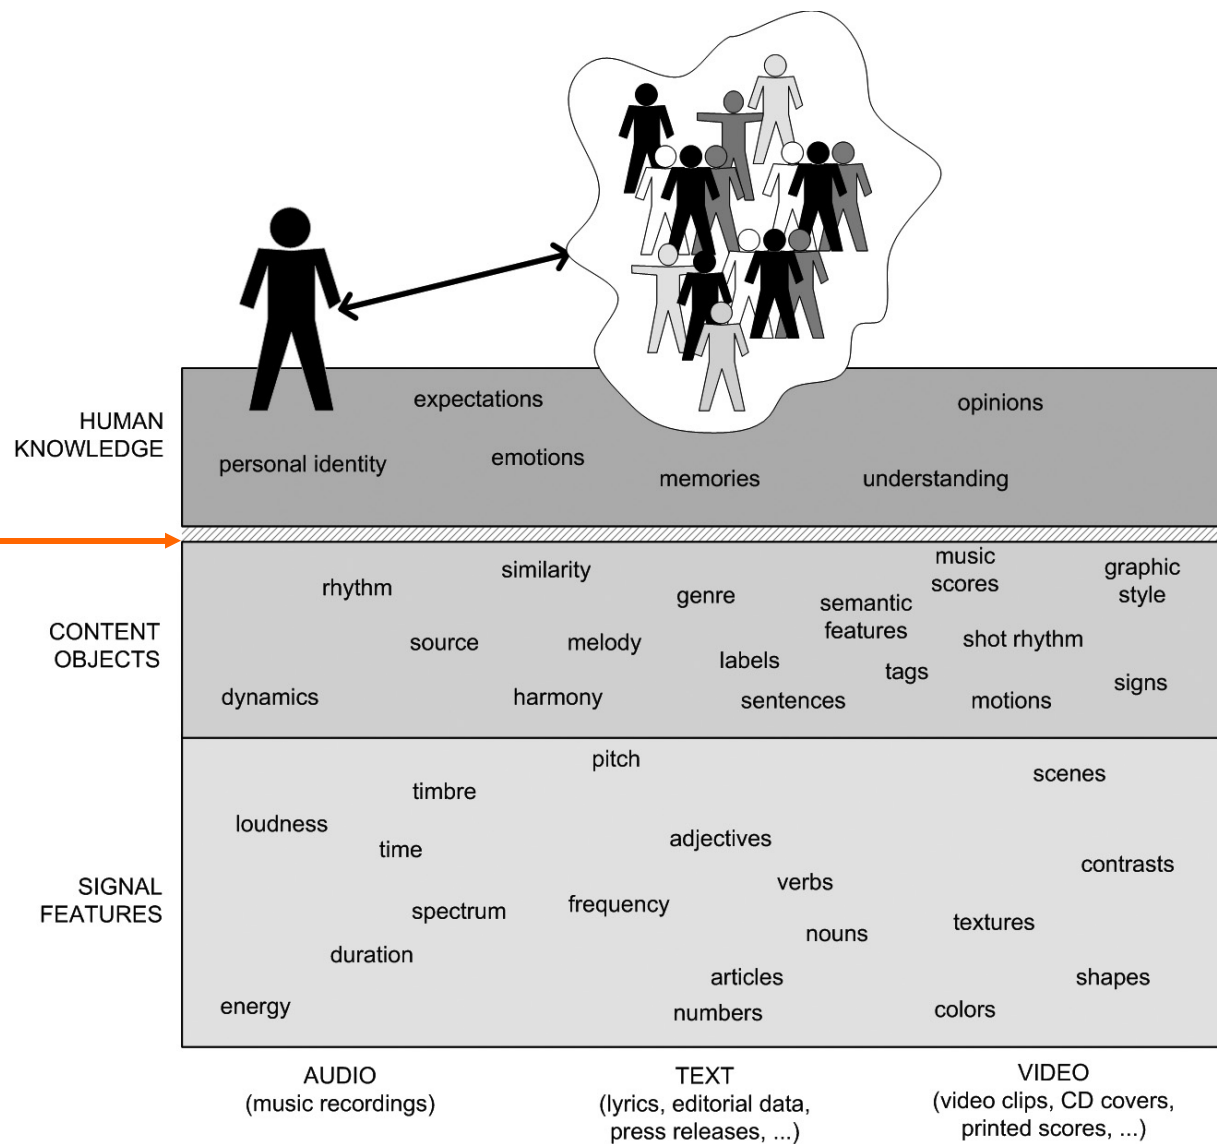 expectations
opinions
HUMAN
KNOWLEDGE
personal identity
emotions
memories
understanding
rhythm
similarity
genre
music
scores
graphic
style
semantic
features
CONTENT
OBJECTS
source
melody
labels
shot rhythm
tags
signs
dynamics
harmony
sentences
motions
pitch
timbre
scenes
loudness
time
adjectives
contrasts
verbs
SIGNAL
FEATURES
spectrum
frequency
nouns
textures
duration
articles
shapes
energy
numbers
colors
AUDIO
(music recordings)
TEXT
(lyrics, editorial data,
press releases, ...)
VIDEO
(video clips, CD covers,
printed scores, ...)